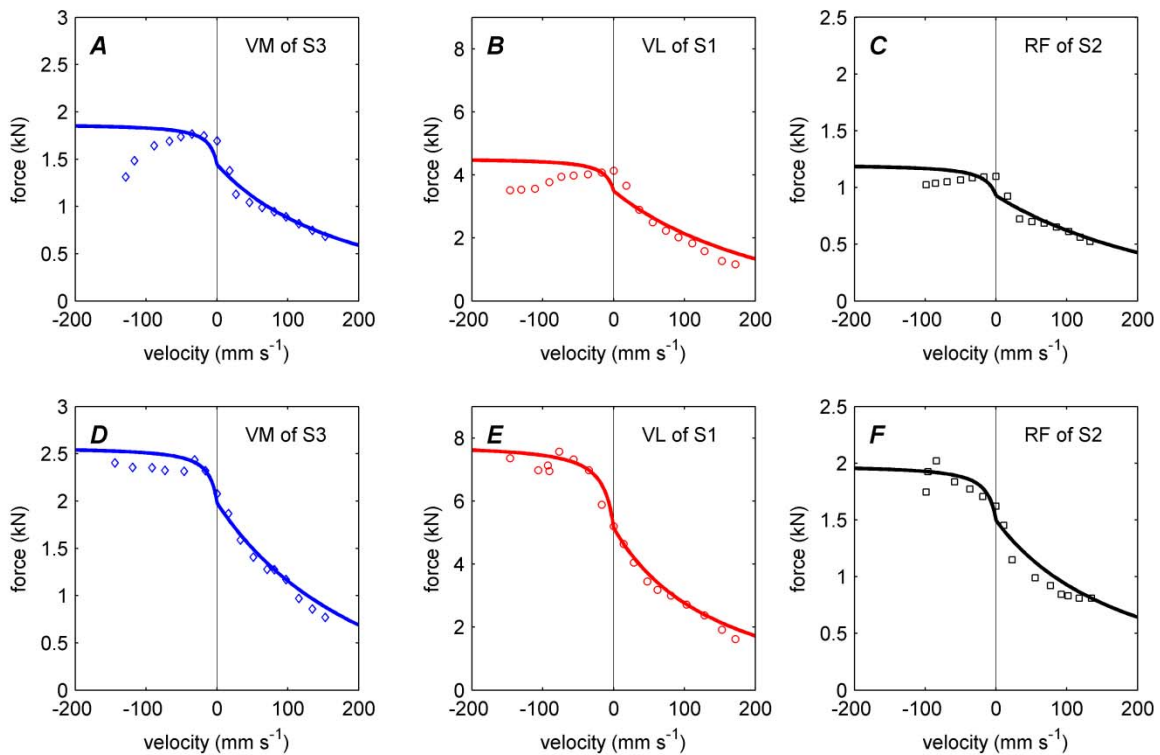 A
VM of S3
force (kN)
3
2.5
2
1.5
1
0.5
0
-200 -100 0 100 200
velocity (mm s⁻¹)
B
VL of S1
force (kN)
8
6
4
2
0
-200 -100 0 100 200
velocity (mm s⁻¹)
C
RF of S2
force (kN)
2.5
2
1.5
1
0.5
0
-200 -100 0 100 200
velocity (mm s⁻¹)
D
VM of S3
force (kN)
3
2.5
2
1.5
1
0.5
0
-200 -100 0 100 200
velocity (mm s⁻¹)
E
VL of S1
force (kN)
8
6
4
2
0
-200 -100 0 100 200
velocity (mm s⁻¹)
F
RF of S2
force (kN)
2.5
2
1.5
1
0.5
0
-200 -100 0 100 200
velocity (mm s⁻¹)